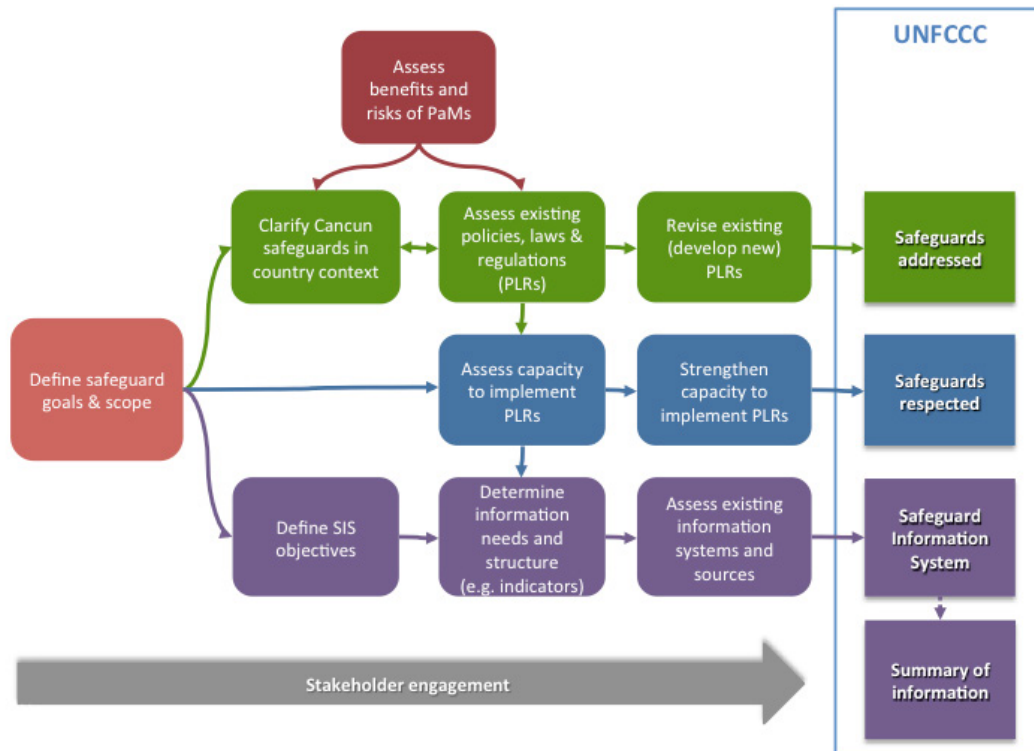 UNFCCC
Assess
benefits and
risks of PaMs
Clarify Cancun
safeguards in
country context
Assess existing
policies, laws &
regulations
(PLRs)
Revise existing
(develop new)
PLRs
Safeguards
addressed
Define safeguard
goals & scope
Assess capacity
to implement
PLRs
Strengthen
capacity to
implement PLRs
Safeguards
respected
Define SIS
objectives
Determine
information
needs and
structure
(e.g. indicators)
Assess existing
information
systems and
sources
Safeguard
Information
System
Summary of
information
Stakeholder engagement